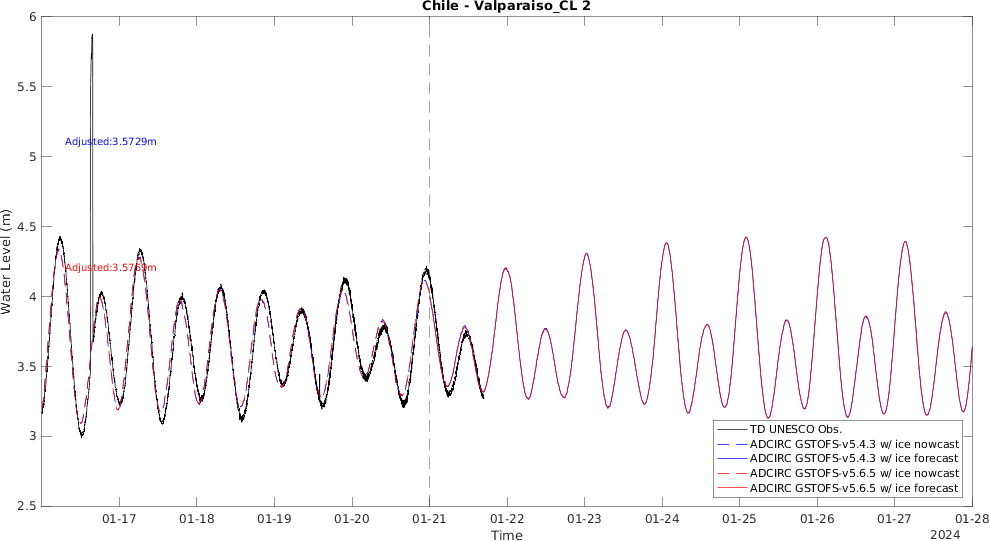 Chile - Valparaiso_CL 2
6
5.5
5
4.5
4
3.5
3
2.5
Water Level (m)
Adjusted:3.5729m
Adjusted:3.5769m
01-17 01-18 01-19 01-20 01-21 01-22 01-23 01-24 01-25 01-26 01-27 01-28
Time
2024
TD UNESCO Obs.
ADCIRC GSTOFS-v5.4.3 w/ ice nowcast
ADCIRC GSTOFS-v5.4.3 w/ ice forecast
ADCIRC GSTOFS-v5.6.5 w/ ice nowcast
ADCIRC GSTOFS-v5.6.5 w/ ice forecast